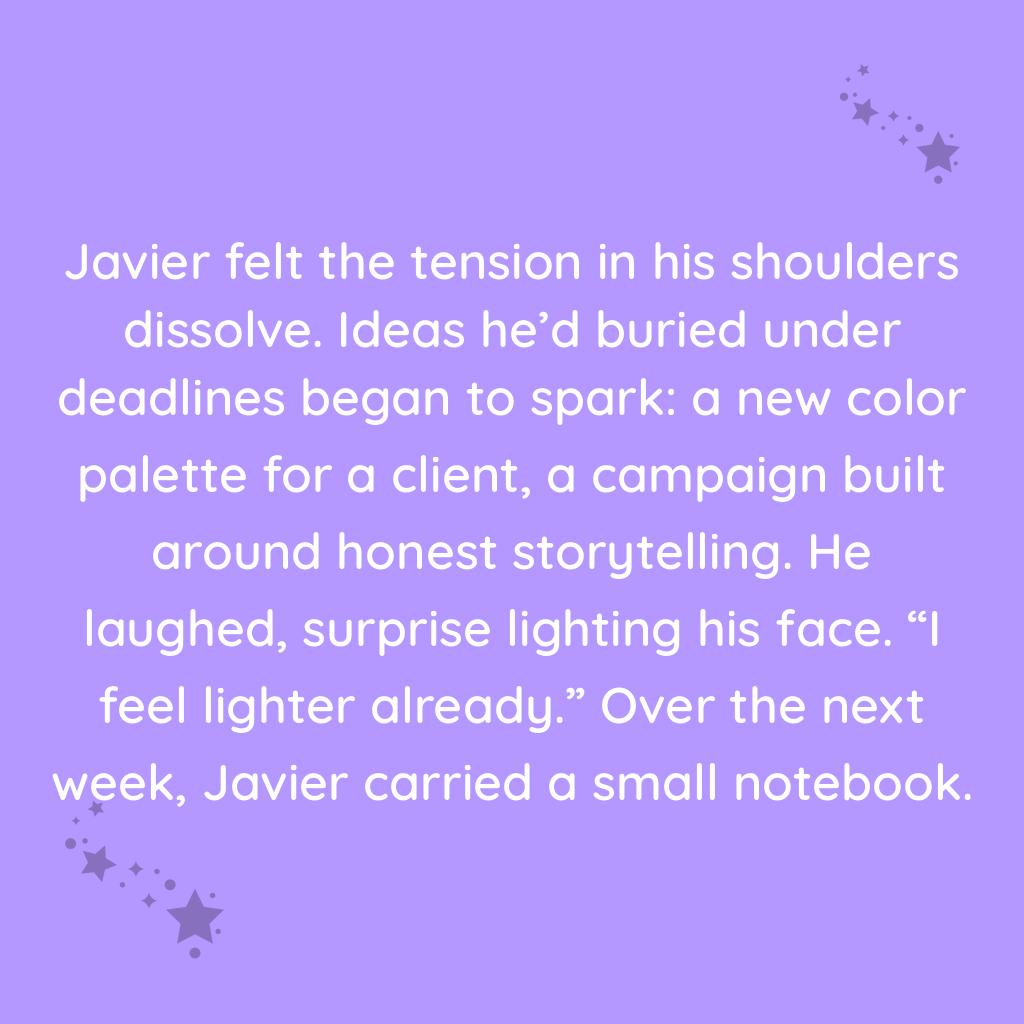 Javier felt the tension in his shoulders
dissolve. Ideas he’d buried under
deadlines began to spark: a new color
palette for a client, a campaign built
around honest storytelling. He
laughed, surprise lighting his face. “I
feel lighter already.” Over the next
week, Javier carried a small notebook.